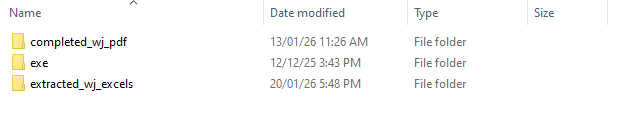 Name Date modified Type Size
completed_wj_pdf 13/01/26 11:26 AM File folder
exe 12/12/25 3:43 PM File folder
extracted_wj_excels 20/01/26 5:48 PM File folder